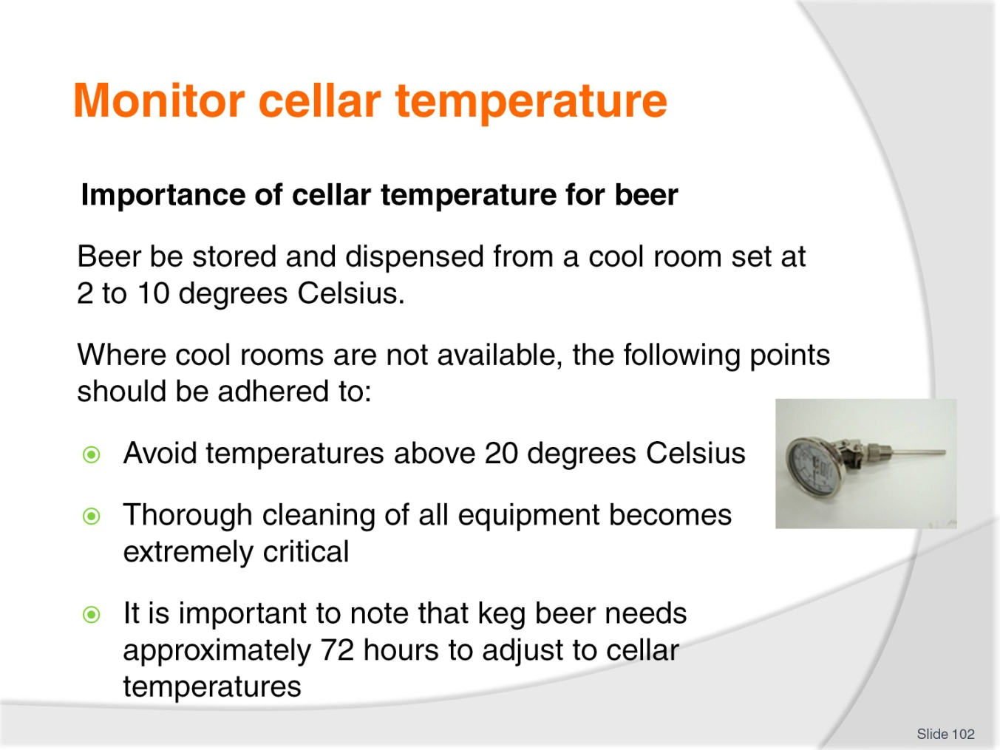 Monitor cellar temperature
Importance of cellar temperature for beer
Beer be stored and dispensed from a cool room set at
2 to 10 degrees Celsius.
Where cool rooms are not available, the following points
should be adhered to:
Avoid temperatures above 20 degrees Celsius
Thorough cleaning of all equipment becomes
extremely critical
It is important to note that keg beer needs
approximately 72 hours to adjust to cellar
temperatures
Slide 102